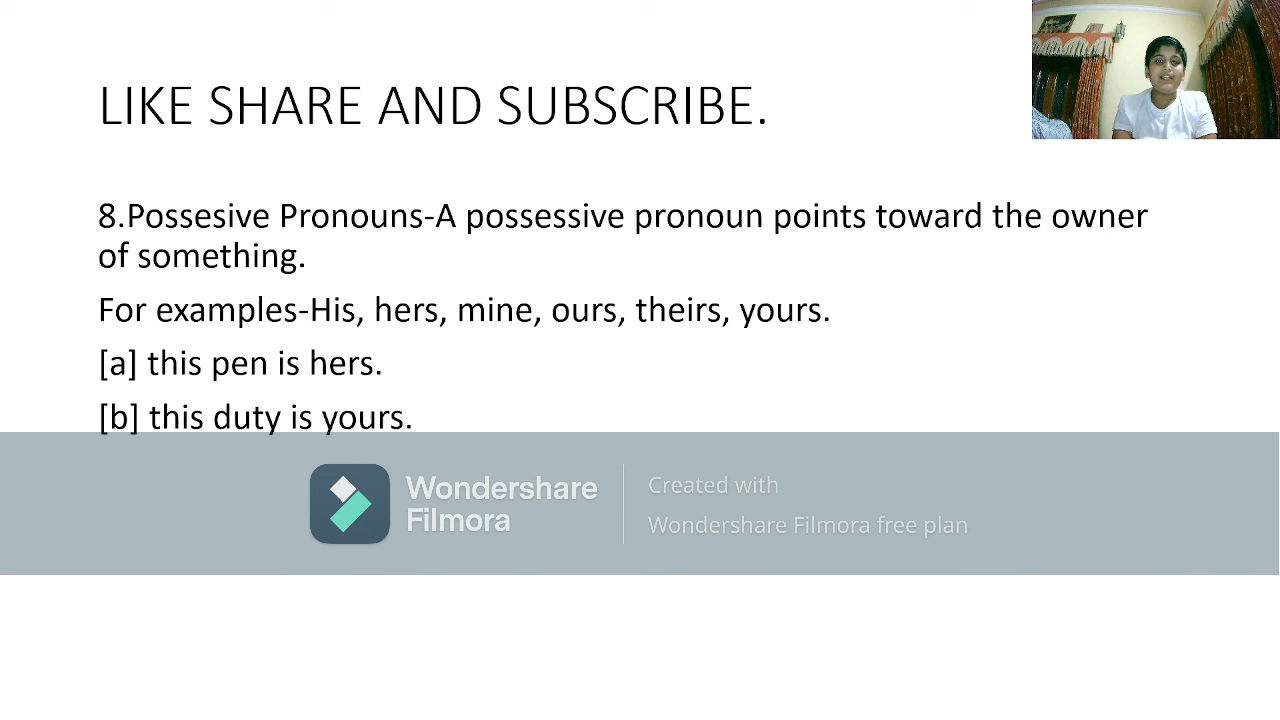 LIKE SHARE AND SUBSCRIBE.
8.Possesive Pronouns-A possessive pronoun points toward the owner
of something.
For examples-His, hers, mine, ours, theirs, yours.
[a] this pen is hers.
[b] this duty is yours.
Wondershare
Filmora
Created with
Wondershare Filmora free plan